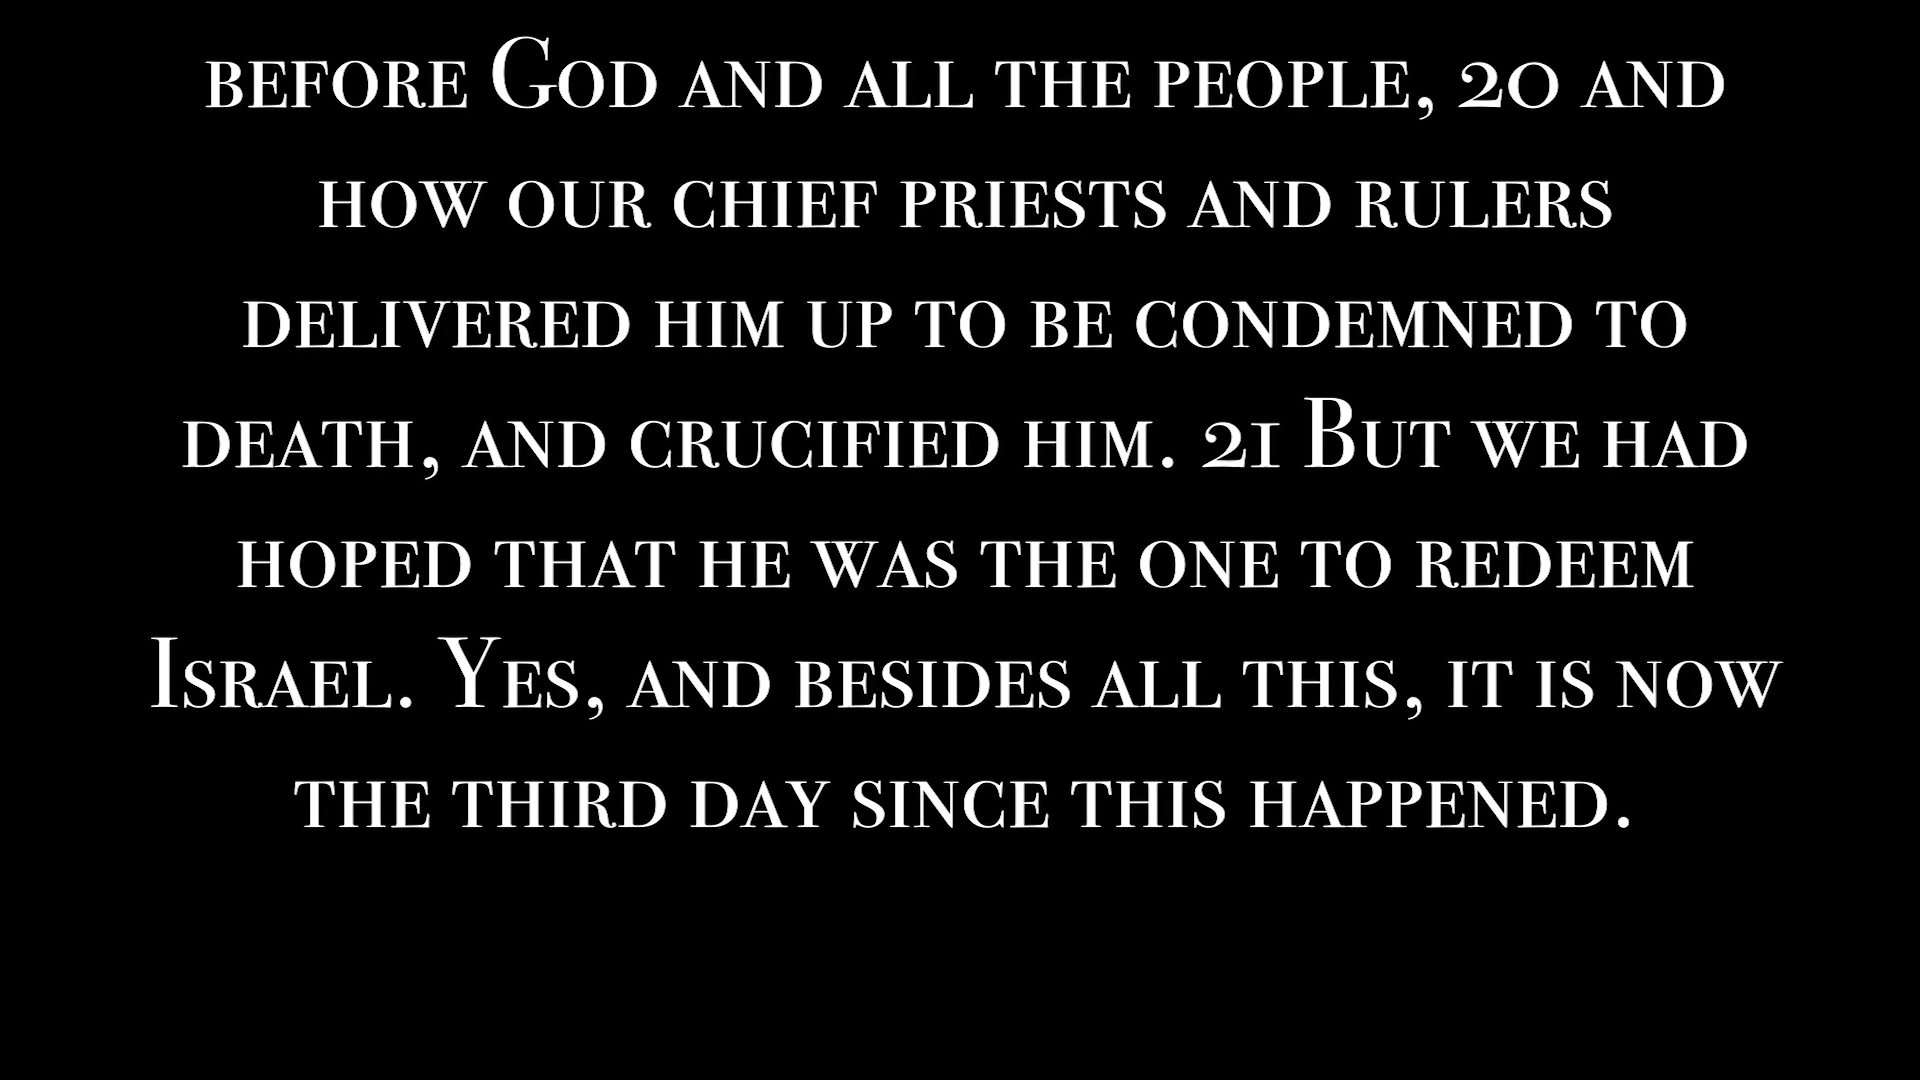 before God and all the people, 20 and
how our chief priests and rulers
delivered him up to be condemned to
death, and crucified him. 21 But we had
hoped that he was the one to redeem
Israel. Yes, and besides all this, it is now
the third day since this happened.